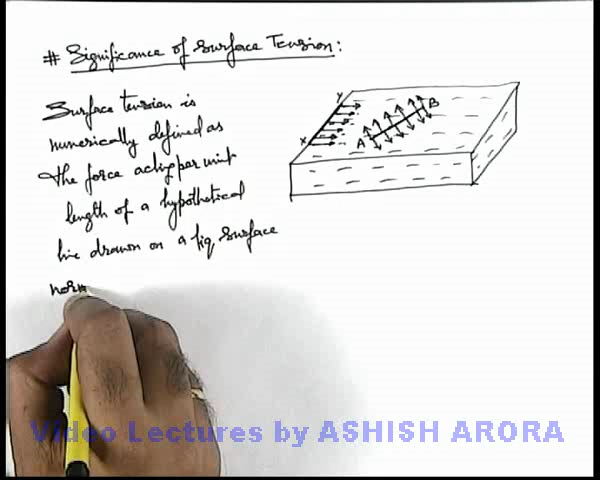 # Significance of Surface Tension:
Surface tension is
numerically defined as
the force acting per unit
length of a hypothetical
line drawn on a liq. surface
nor
X
Y
A
B
Video Lectures by ASHISH ARORA